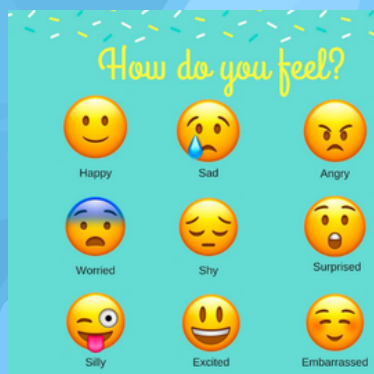 How do you feel?
Happy Sad Angry
Worried Shy Surprised
Silly Excited Embarrassed